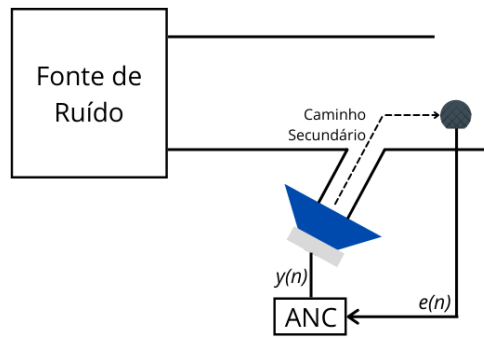 Fonte de
Ruído
Caminho
Secundário
y(n)
e(n)
ANC